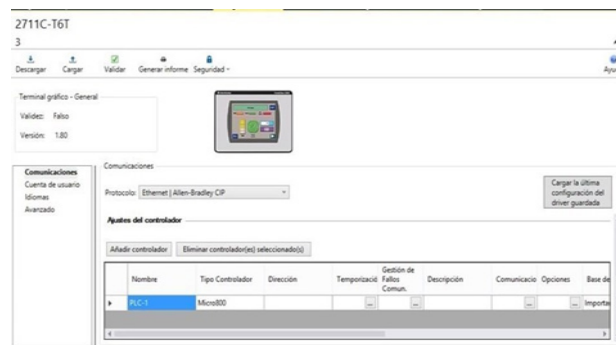 2711C-T6T
3
Descargar Cargar Validar Generar informe Seguridad
Ayu
Terminal gráfico - General
Validez: Falso
Versión: 1.80
Comunicaciones
Cuenta de usuario
Idiomas
Avanzado
Comunicaciones
Protocolo: Ethernet | Allen-Bradley CIP
Cargar la última
configuración del
driver guardada
Ajustes del controlador
Añadir controlador Eliminar controlador(es) seleccionado(s)
Nombre Tipo Controlador Dirección Temporizació Gestión de Fallos Comun. Descripción Comunicacio Opciones Base de
PLC-1 Micro800 ... ... ... ... Importa